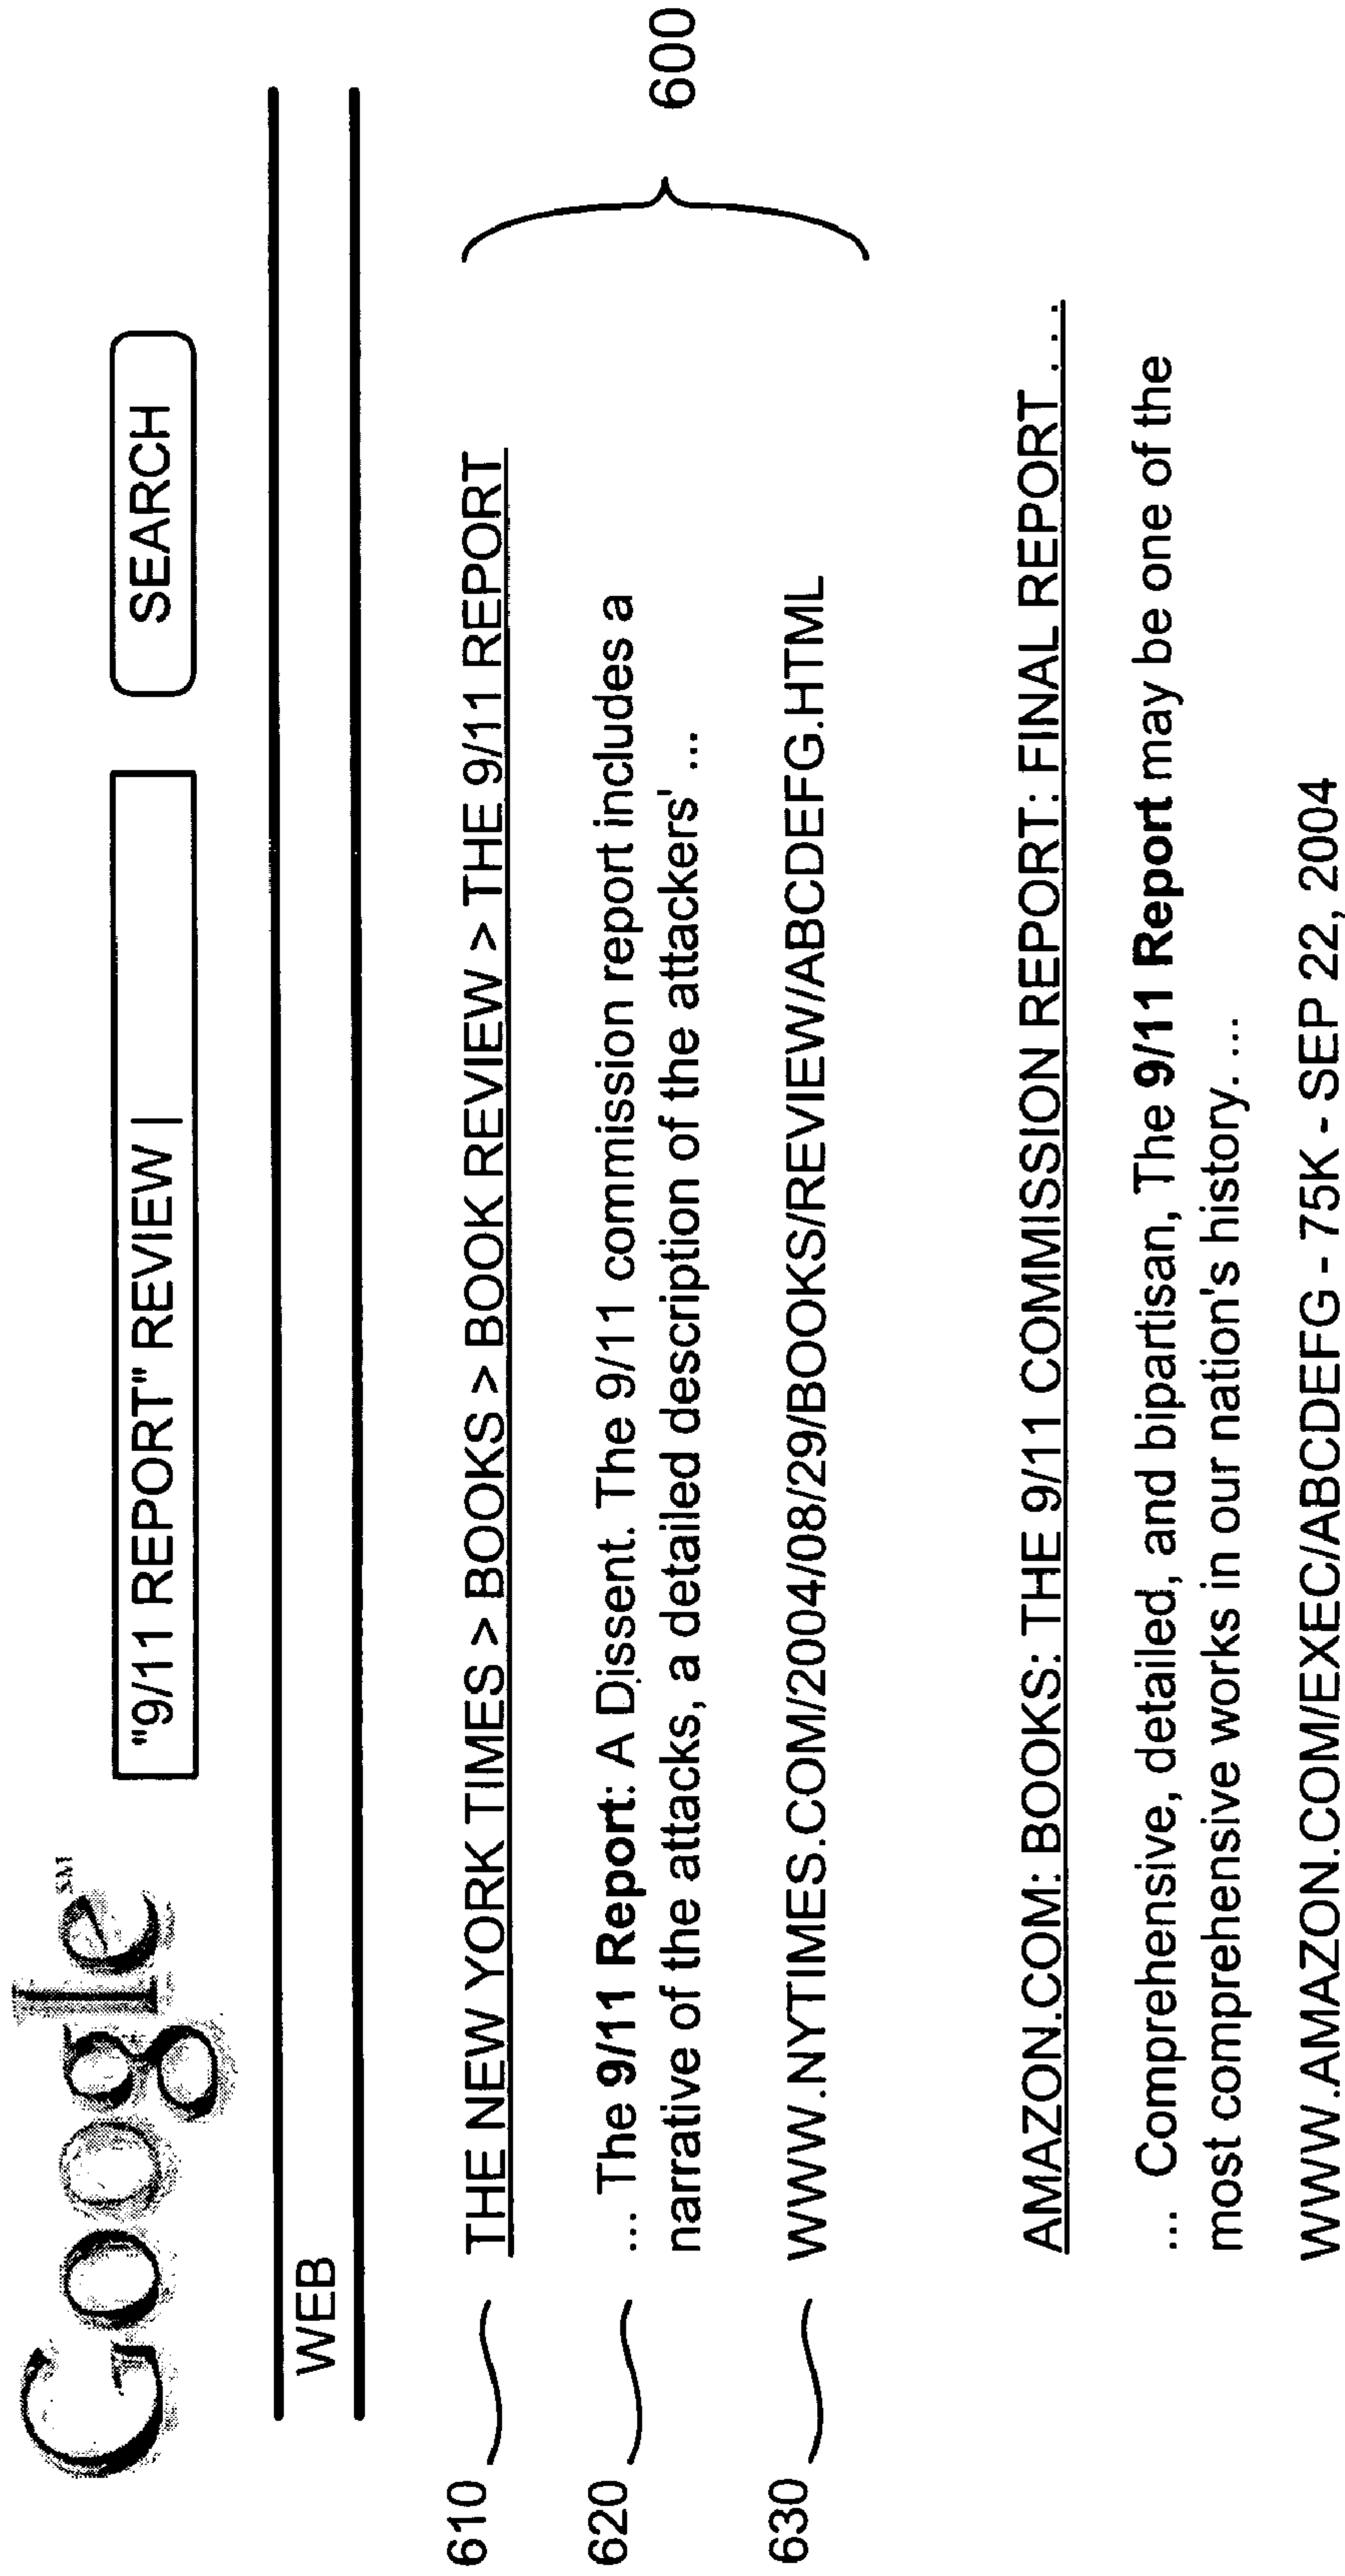 Google℠
"9/11 REPORT" REVIEW |
SEARCH
WEB
610
THE NEW YORK TIMES > BOOKS > BOOK REVIEW > THE 9/11 REPORT
620
... The 9/11 Report: A Dissent. The 9/11 commission report includes a
narrative of the attacks, a detailed description of the attackers' ...
600
630
WWW.NYTIMES.COM/2004/08/29/BOOKS/REVIEW/ABCDEFG.HTML
AMAZON.COM: BOOKS: THE 9/11 COMMISSION REPORT: FINAL REPORT ...
... Comprehensive, detailed, and bipartisan, The 9/11 Report may be one of the
most comprehensive works in our nation's history. ...
WWW.AMAZON.COM/EXEC/ABCDEFG - 75K - SEP 22, 2004